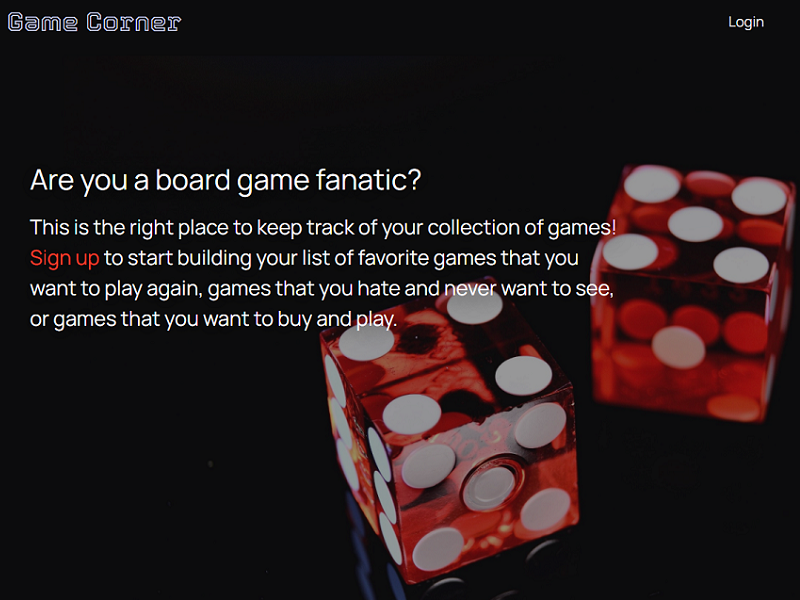 Game Corner
Login
Are you a board game fanatic?
This is the right place to keep track of your collection of games!
Sign up to start building your list of favorite games that you
want to play again, games that you hate and never want to see,
or games that you want to buy and play.